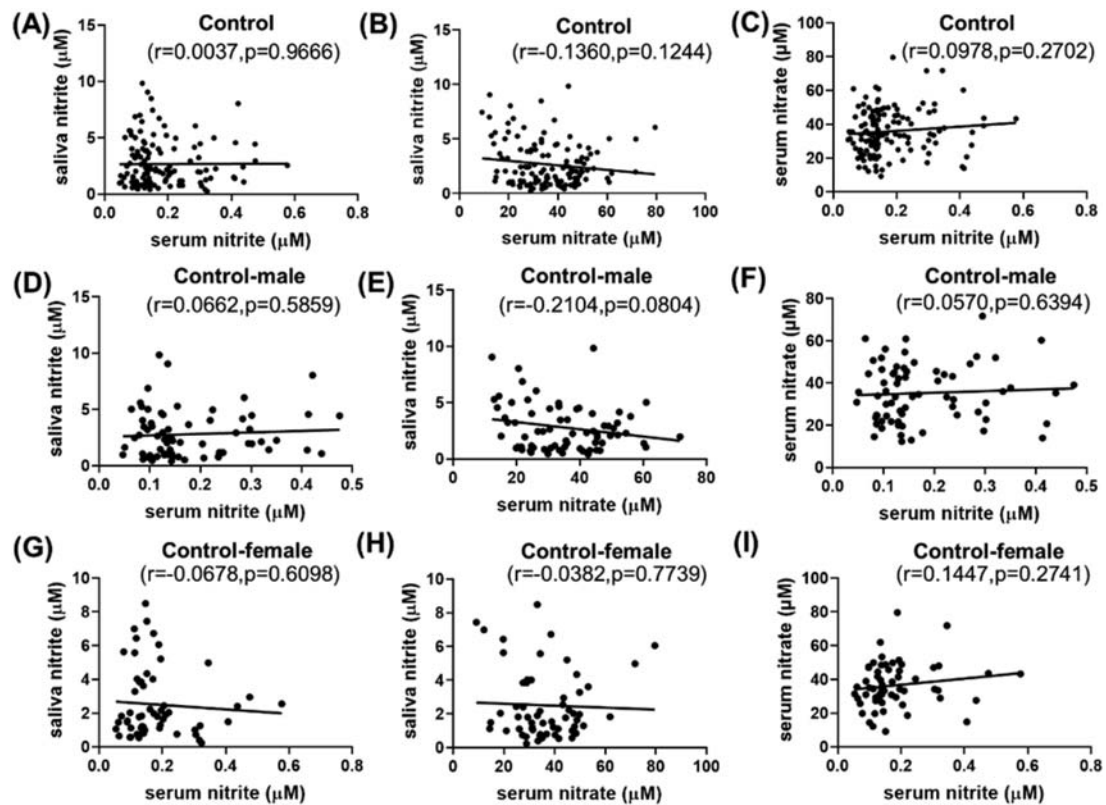 (A)
Control
(r=0.0037,p=0.9666)
saliva nitrite (μM)
15
10
5
0
0.0 0.2 0.4 0.6 0.8
serum nitrite (μM)
(B)
Control
(r=-0.1360,p=0.1244)
saliva nitrite (μM)
15
10
5
0
0 20 40 60 80 100
serum nitrate (μM)
(C)
Control
(r=0.0978,p=0.2702)
serum nitrate (μM)
100
80
60
40
20
0
0.0 0.2 0.4 0.6 0.8
serum nitrite (μM)
(D)
Control-male
(r=0.0662,p=0.5859)
saliva nitrite (μM)
15
10
5
0
0.0 0.1 0.2 0.3 0.4 0.5
serum nitrite (μM)
(E)
Control-male
(r=-0.2104,p=0.0804)
saliva nitrite (μM)
15
10
5
0
0 20 40 60 80
serum nitrate (μM)
(F)
Control-male
(r=0.0570,p=0.6394)
serum nitrate (μM)
80
60
40
20
0
0.0 0.1 0.2 0.3 0.4 0.5
serum nitrite (μM)
(G)
Control-female
(r=-0.0678,p=0.6098)
saliva nitrite (μM)
10
8
6
4
2
0
0.0 0.2 0.4 0.6 0.8
serum nitrite (μM)
(H)
Control-female
(r=-0.0382,p=0.7739)
saliva nitrite (μM)
10
8
6
4
2
0
0 20 40 60 80 100
serum nitrate (μM)
(I)
Control-female
(r=0.1447,p=0.2741)
serum nitrate (μM)
100
80
60
40
20
0
0.0 0.2 0.4 0.6 0.8
serum nitrite (μM)